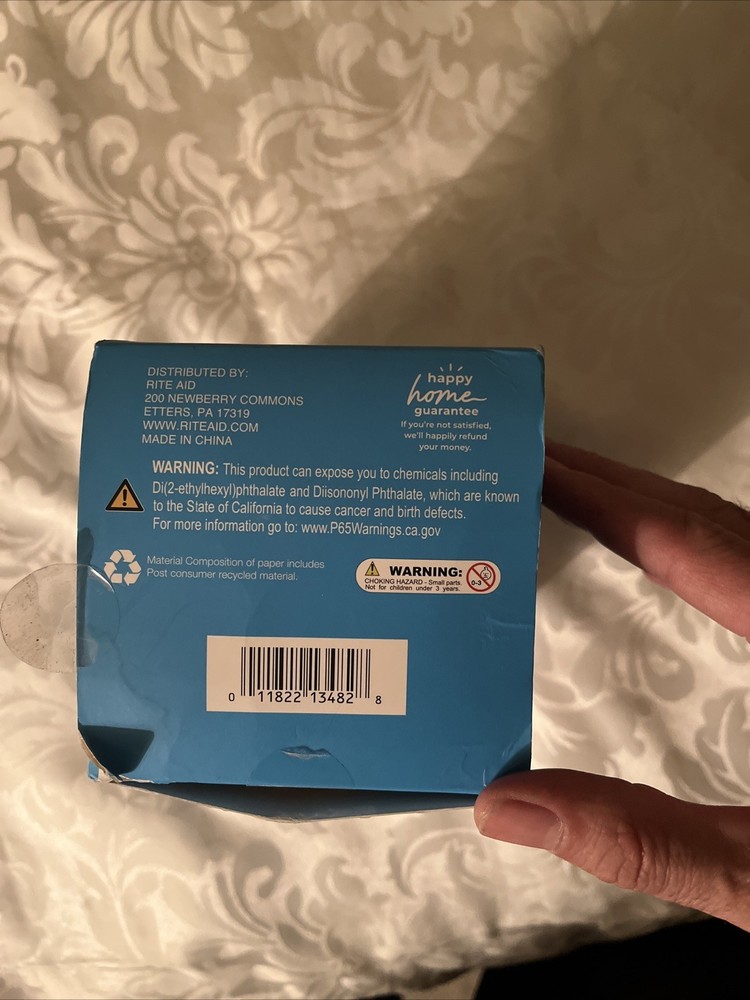 DISTRIBUTED BY:
RITE AID
200 NEWBERRY COMMONS
ETTERS, PA 17319
WWW.RITEAID.COM
MADE IN CHINA
happy
home
guarantee
If you're not satisfied,
we'll happily refund
your money.
WARNING: This product can expose you to chemicals including
Di(2-ethylhexyl)phthalate and Diisononyl Phthalate, which are known
to the State of California to cause cancer and birth defects.
For more information go to: www.P65Warnings.ca.gov
Material Composition of paper includes
Post consumer recycled material.
WARNING:
CHOKING HAZARD - Small parts.
Not for children under 3 years.
0-3
0 11822 13482 8